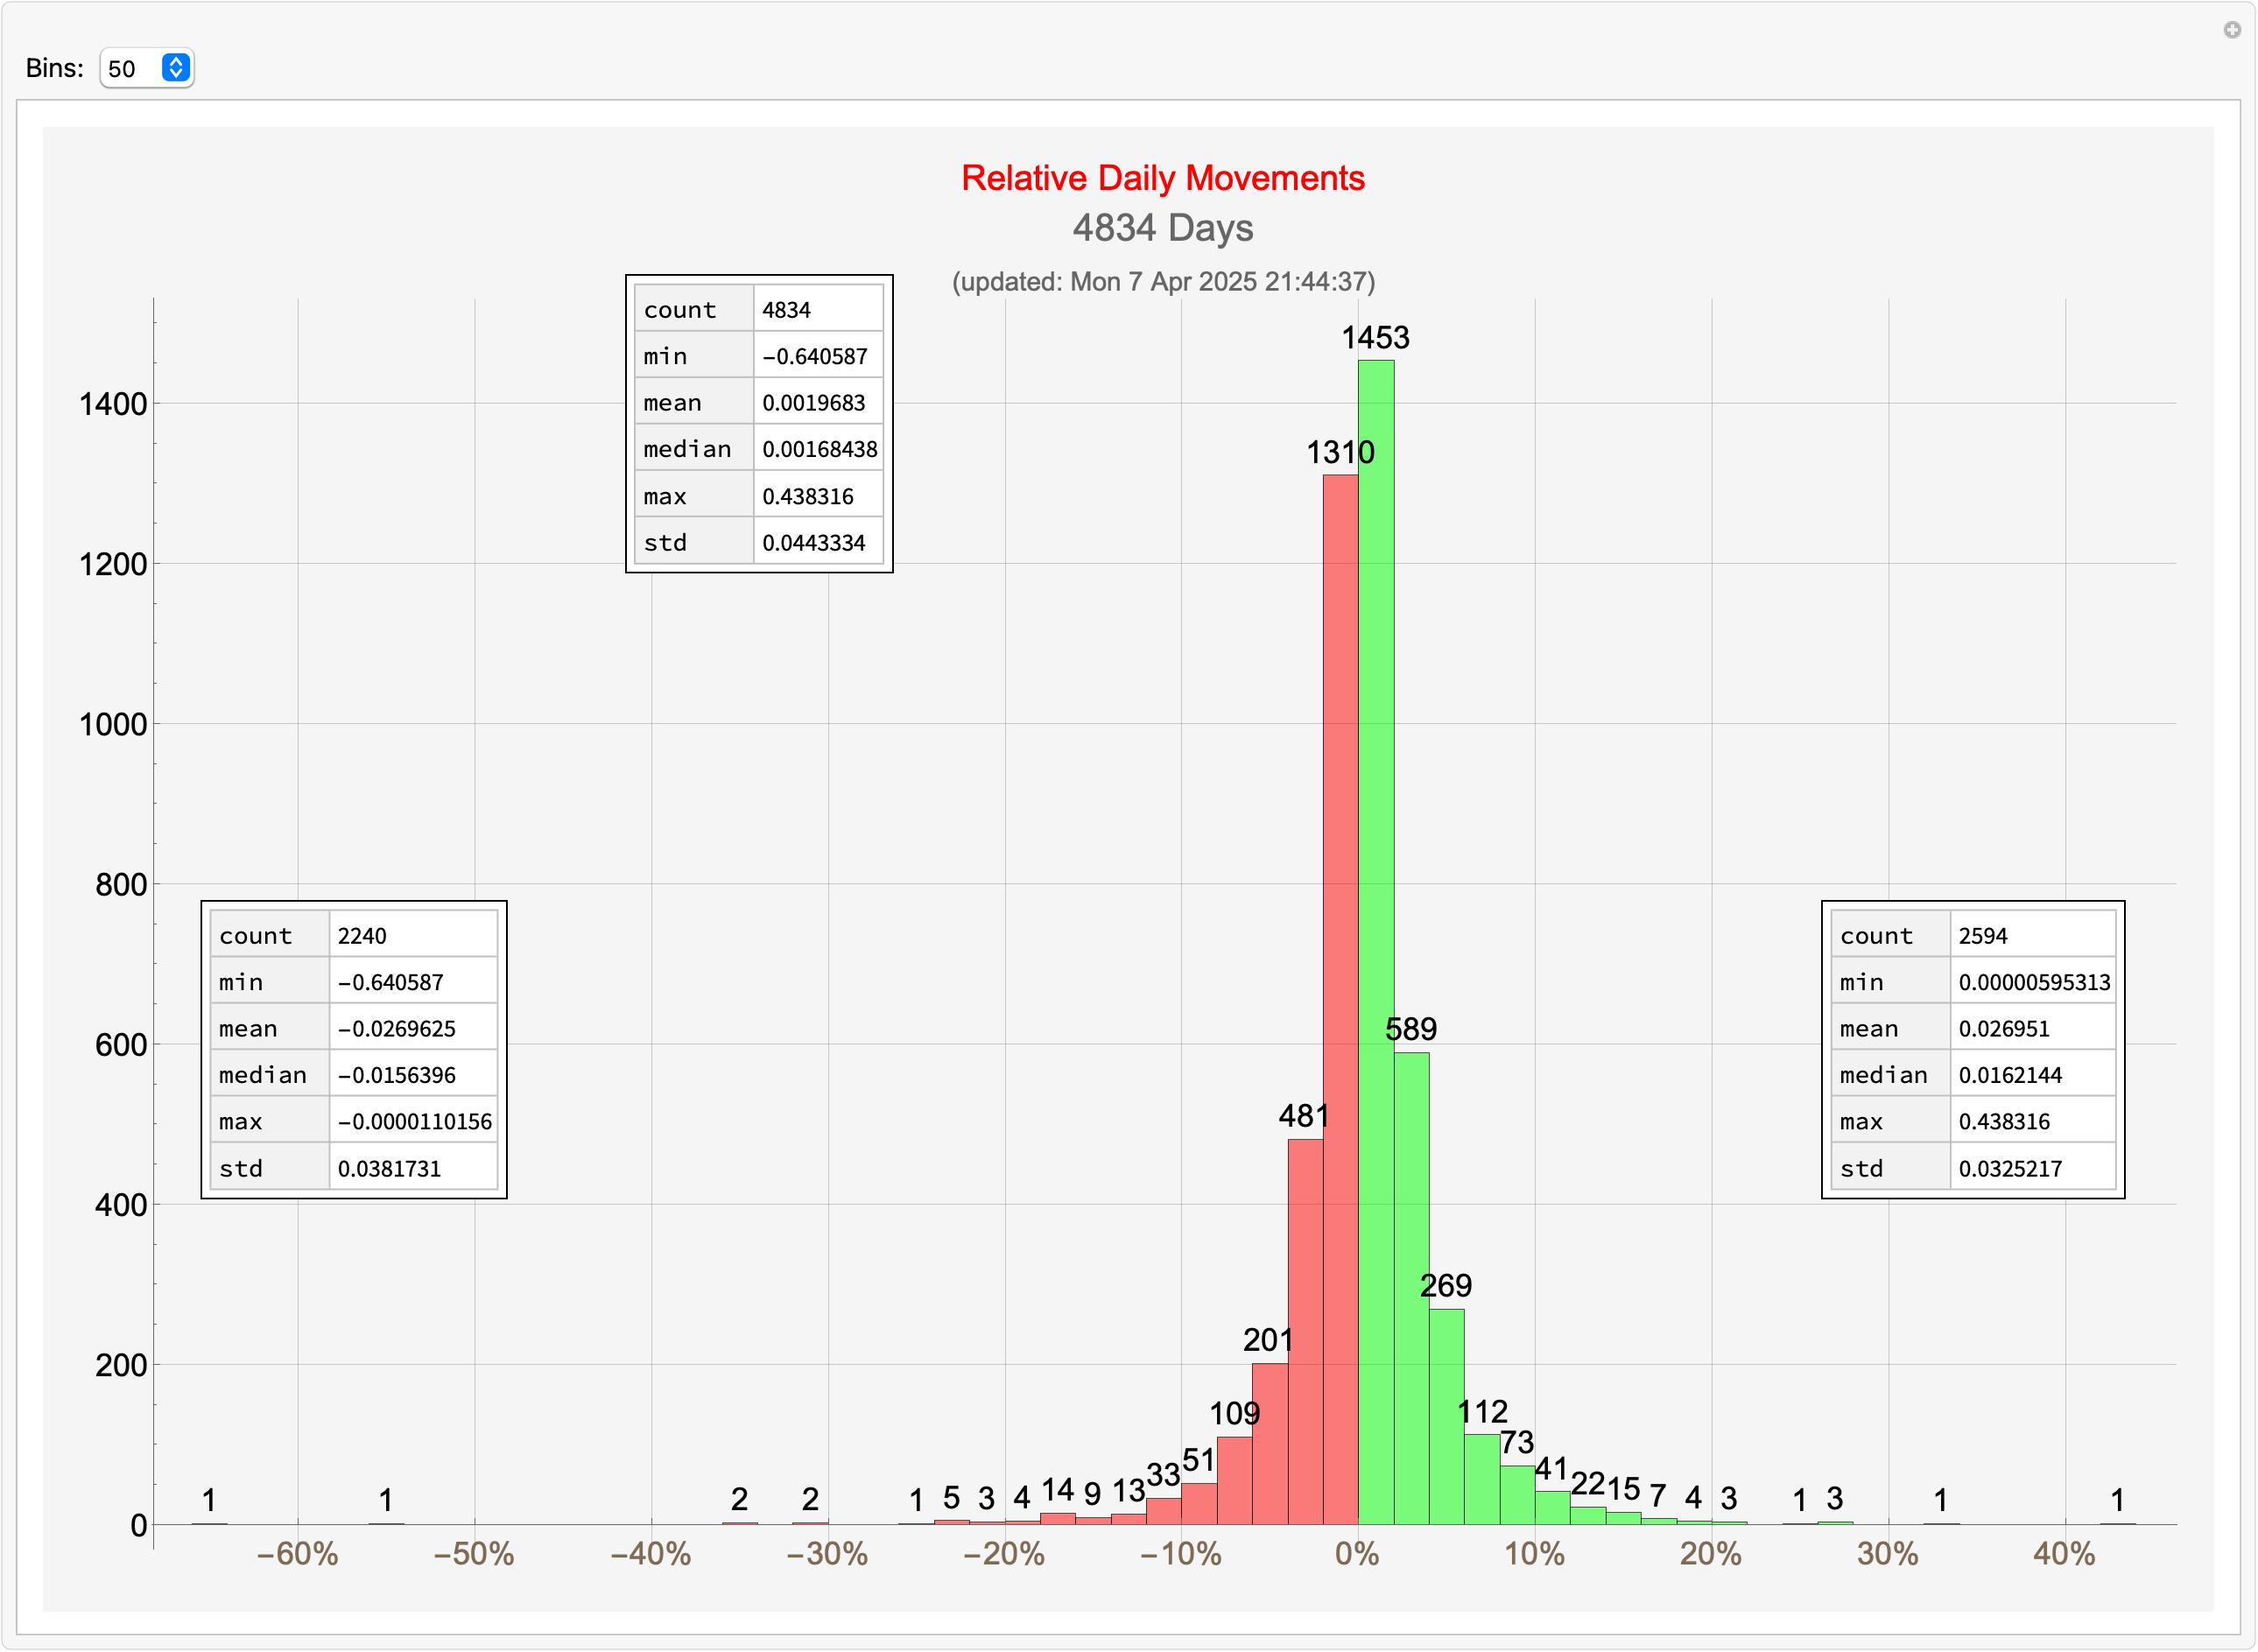 Bins: 50
Relative Daily Movements
4834 Days
(updated: Mon 7 Apr 2025 21:44:37)
count 4834
min −0.640587
mean 0.0019683
median 0.00168438
max 0.438316
std 0.0443334
1453
1400
1310
1200
1000
800
count 2240
min −0.640587
mean −0.0269625
median −0.0156396
max −0.0000110156
std 0.0381731
count 2594
min 0.00000595313
mean 0.026951
median 0.0162144
max 0.438316
std 0.0325217
600
589
481
400
269
201
200
109
112
1 1 2 2 1 5 3 4 14 9 13 33 51
73 41 22 15 7 4 3 1 3 1 1
0
−60% −50% −40% −30% −20% −10% 0% 10% 20% 30% 40%